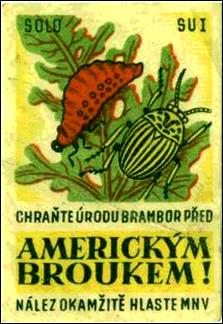 SOLO SUI
CHRAŇTE ÚRODU BRAMBOR PŘED
AMERICKÝM
BROUKEM!
NÁLEZ OKAMŽITĚ HLASTE MNV